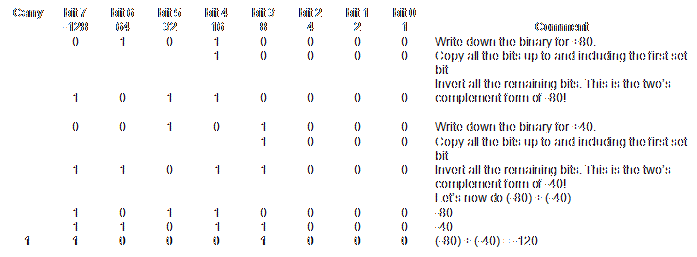 Carry bit 7 bit 6 bit 5 bit 4 bit 3 bit 2 bit 1 bit 0
-128 64 32 16 8 4 2 1 Comment
0 1 0 1 0 0 0 0 Write down the binary for +80.
1 0 0 0 0 Copy all the bits up to and including the first set
bit
Invert all the remaining bits. This is the two's
1 0 1 1 0 0 0 0 complement form of -80!
0 0 1 0 1 0 0 0 Write down the binary for +40.
1 0 0 0 Copy all the bits up to and including the first set
bit
1 1 0 1 1 0 0 0 Invert all the remaining bits. This is the two's
complement form of -40!
Let's now do (-80) + (-40)
1 0 1 1 0 0 0 0 -80
1 1 0 1 1 0 0 0 -40
1 1 0 0 0 1 0 0 0 (-80) + (-40) = -120